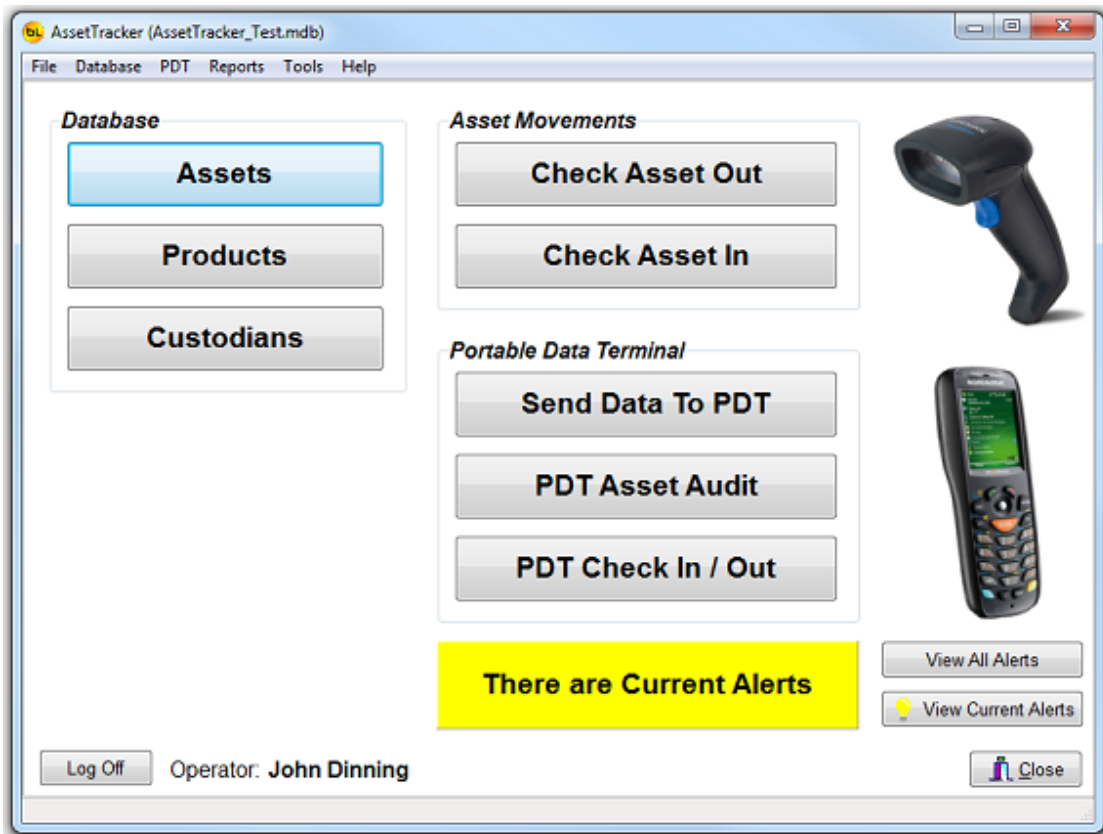 bL AssetTracker (AssetTracker_Test.mdb)
File Database PDT Reports Tools Help
Database
Assets
Products
Custodians
Asset Movements
Check Asset Out
Check Asset In
Portable Data Terminal
Send Data To PDT
PDT Asset Audit
PDT Check In / Out
There are Current Alerts
View All Alerts
View Current Alerts
Log Off Operator: John Dinning
Close